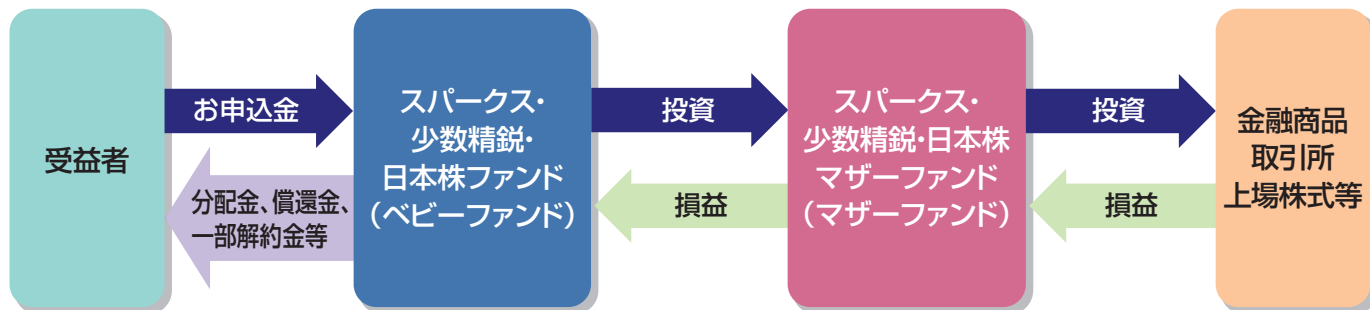 受益者
お申込金
分配金、償還金、
一部解約金等
スパークス・
少数精鋭・
日本株ファンド
（ベビーファンド）
投資
損益
スパークス・
少数精鋭・日本株
マザーファンド
（マザーファンド）
投資
損益
金融商品
取引所
上場株式等